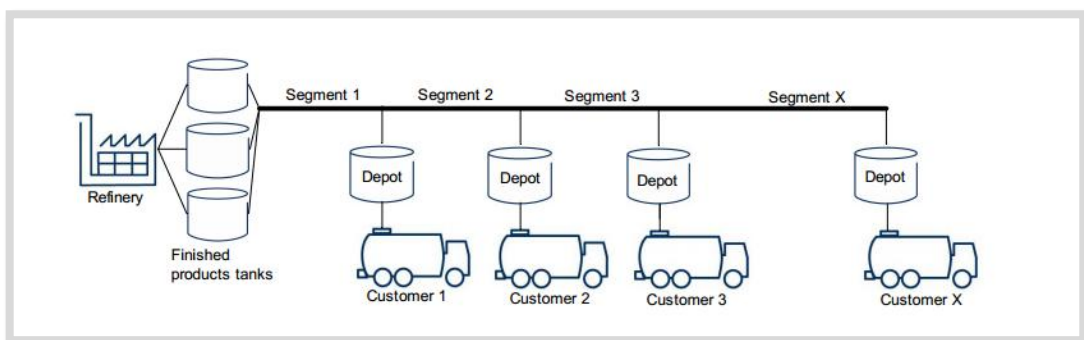 Segment 1
Segment 2
Segment 3
Segment X
Depot
Depot
Depot
Depot
Refinery
Finished
products tanks
Customer 1
Customer 2
Customer 3
Customer X